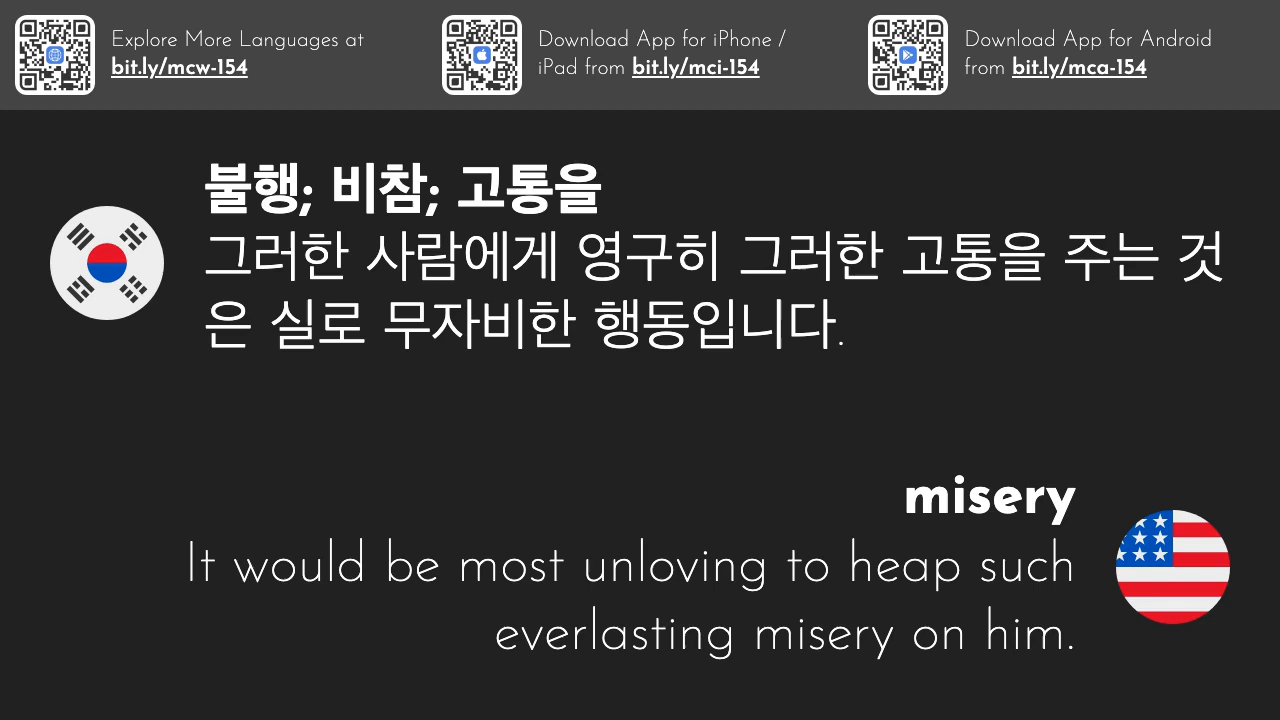 Explore More Languages at
bit.ly/mcw-154
Download App for iPhone /
iPad from bit.ly/mci-154
Download App for Android
from bit.ly/mca-154
불행; 비참; 고통을
그러한 사람에게 영구히 그러한 고통을 주는 것
은 실로 무자비한 행동입니다.
misery
It would be most unloving to heap such
everlasting misery on him.